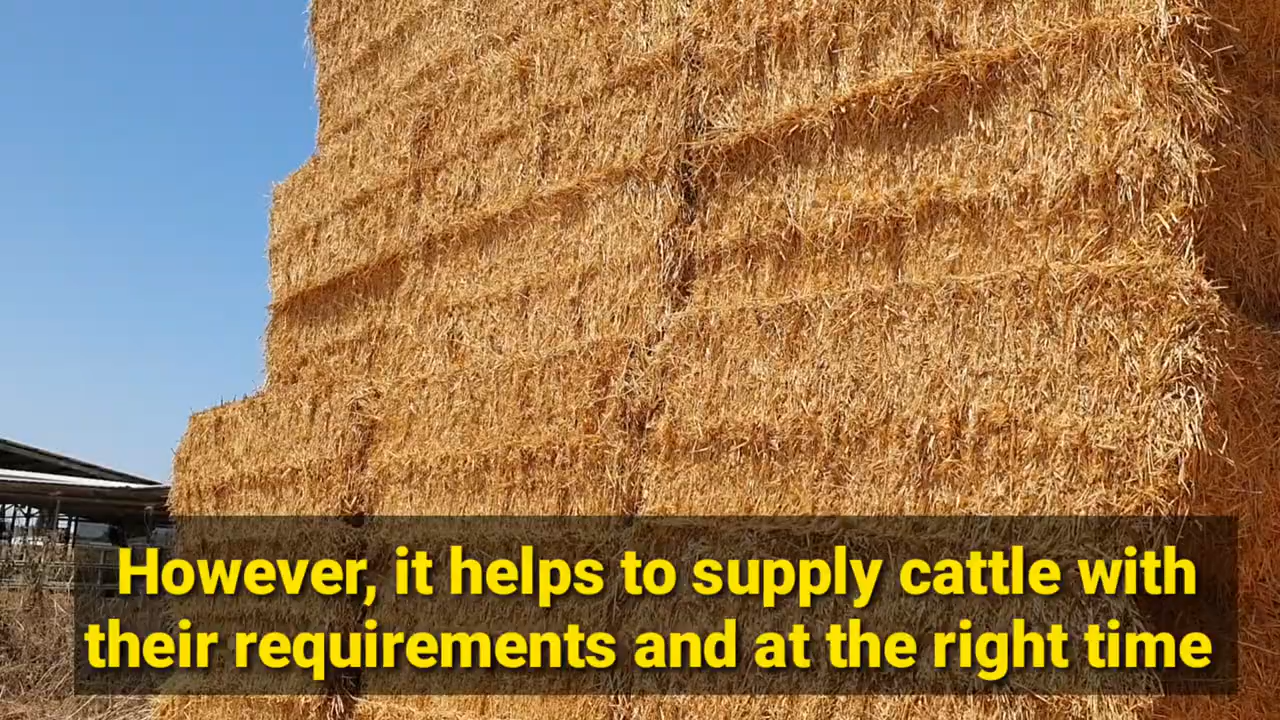 However, it helps to supply cattle with
their requirements and at the right time